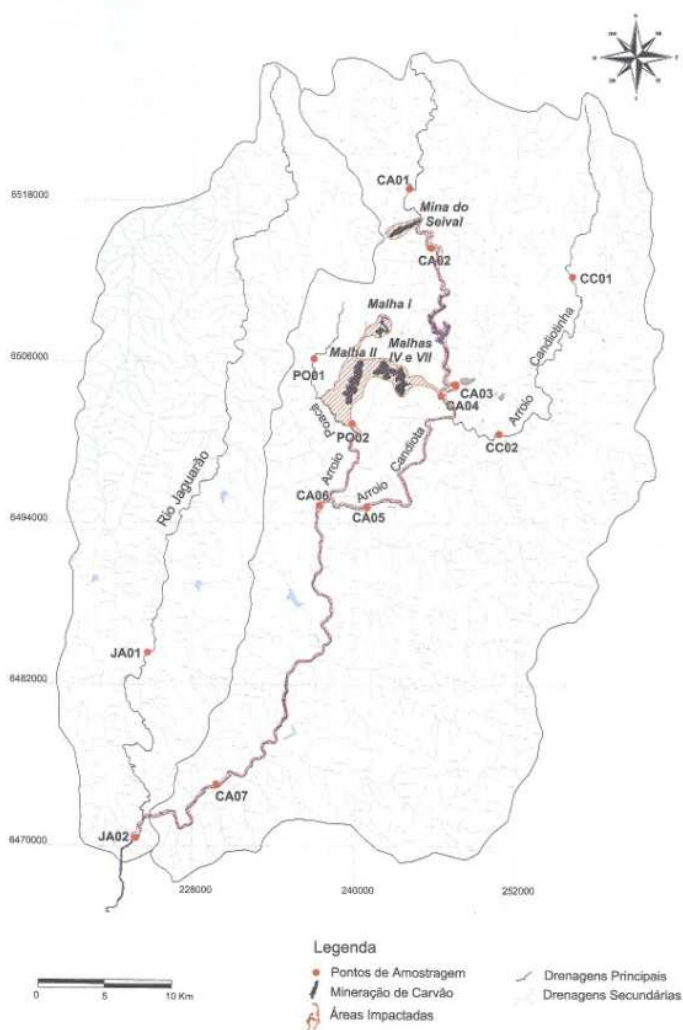 6518000
CA01
Mina do
Seival
CA02
CC01
Malha I
6506000
Malha II
Malhas
IV e VII
PO01
CA03
CA04
Arroio
Candiotinha
Poacá
PO02
CC02
Arroio
Candiota
Arroio
CA06
CA05
Rio Jaguarão
6494000
JA01
6482000
CA07
JA02
6470000
228000
240000
252000
Legenda
Pontos de Amostragem
Mineração de Carvão
Áreas Impactadas
Drenagens Principais
Drenagens Secundárias
0 5 10 Km